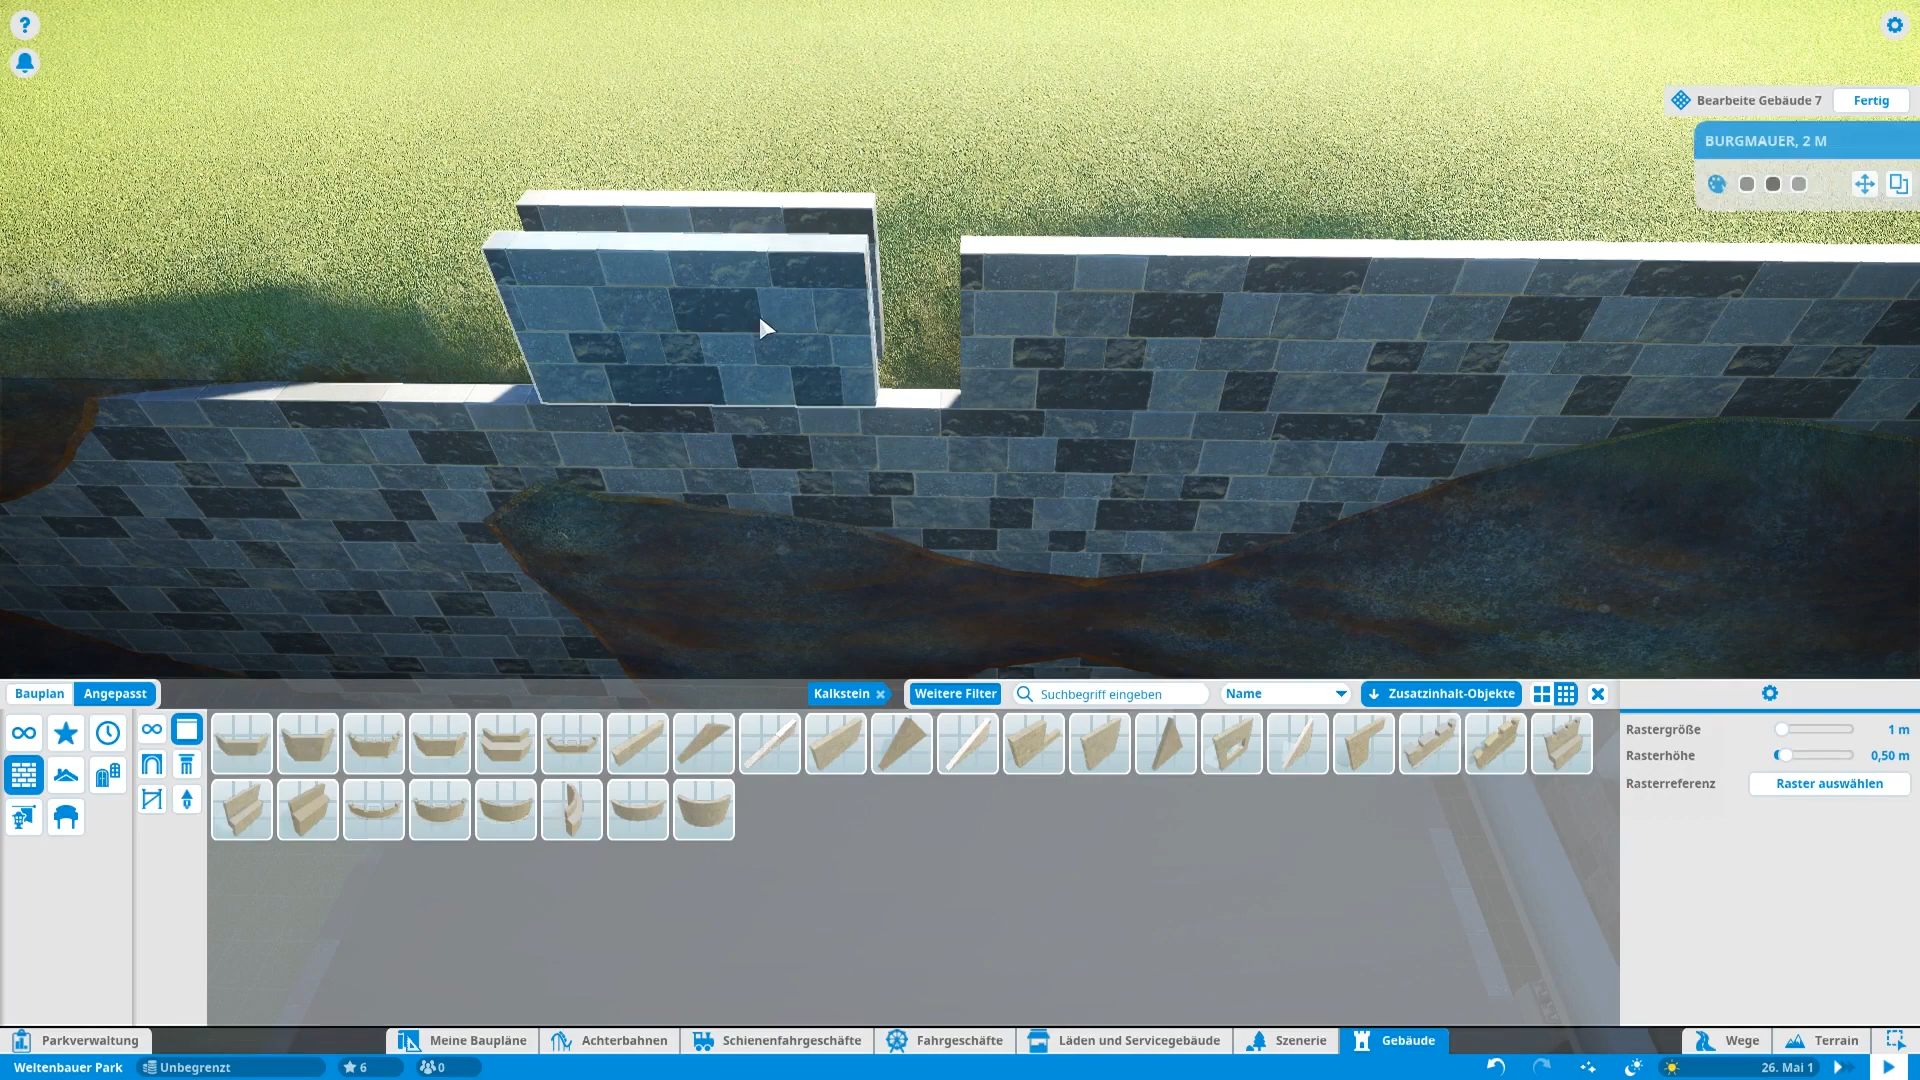 ?
Bearbeite Gebäude 7
Fertig
BURGMAUER, 2 M
Bauplan
Angepasst
Kalkstein
Weitere Filter
Suchbegriff eingeben
Name
Zusatzinhalt-Objekte
Rastergröße
1 m
Rasterhöhe
0,50 m
Rasterreferenz
Raster auswählen
Parkverwaltung
Meine Baupläne
Achterbahnen
Schienenfahrgeschäfte
Fahrgeschäfte
Läden und Servicegebäude
Szenerie
Gebäude
Wege
Terrain
Weltenbauer Park
Unbegrenzt
6
0
26. Mai 1